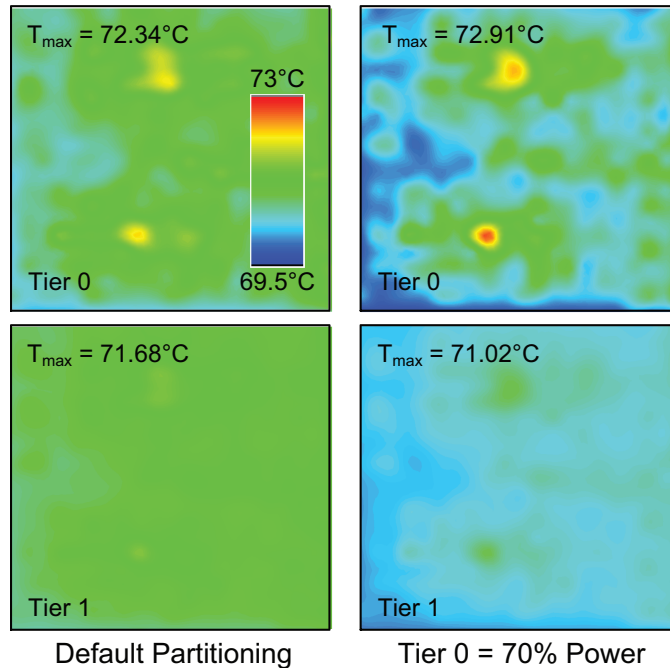 Tmax = 72.34°C
Tmax = 72.91°C
73°C
69.5°C
Tier 0
Tier 0
Tmax = 71.68°C
Tmax = 71.02°C
Tier 1
Tier 1
Default Partitioning
Tier 0 = 70% Power